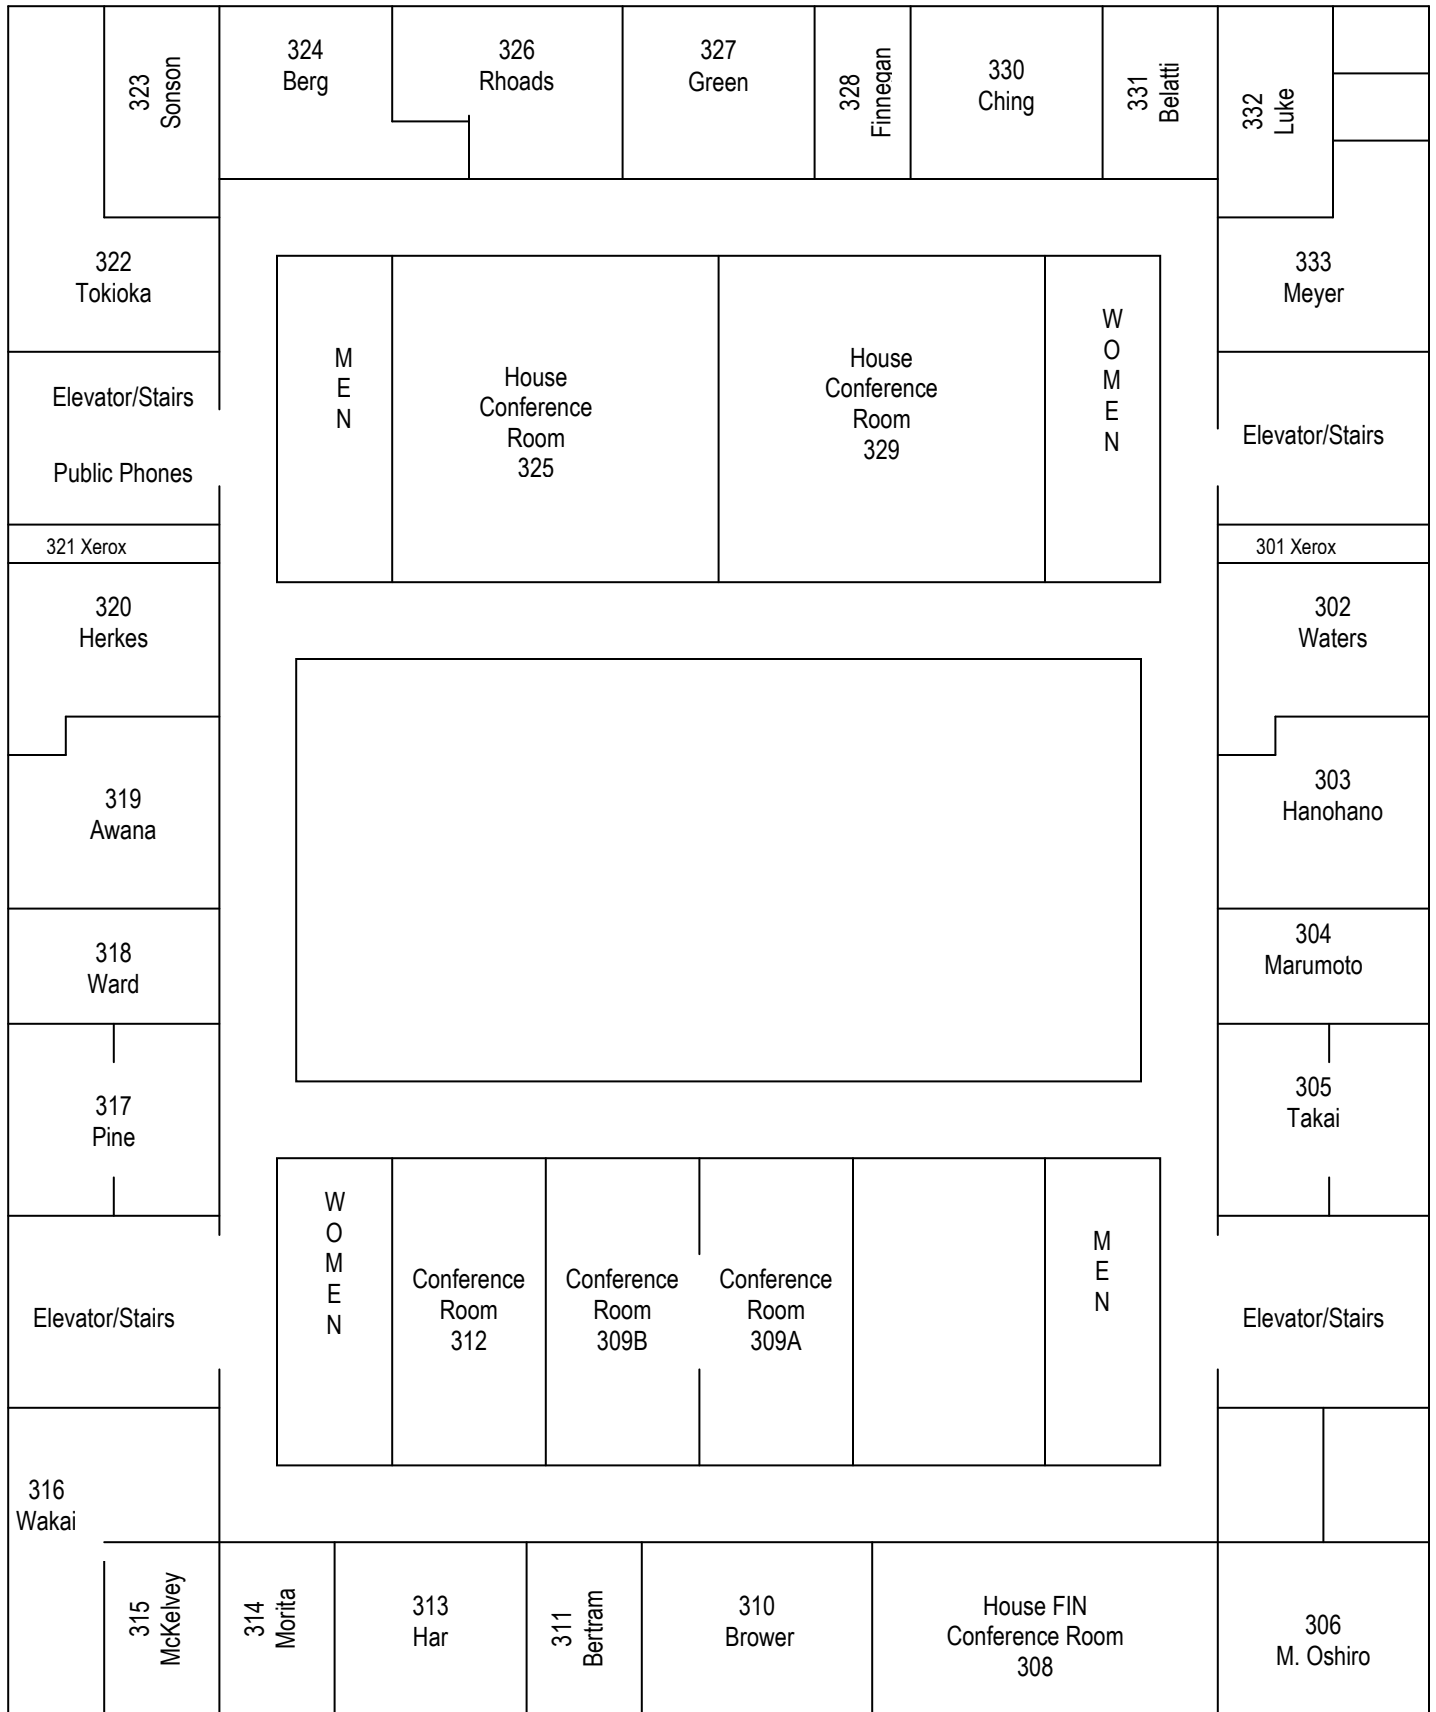 323
Sonson
324
Berg
326
Rhoads
327
Green
328
Finnegan
330
Ching
331
Belatti
332
Luke
322
Tokioka
333
Meyer
M
E
N
House
Conference
Room
325
House
Conference
Room
329
W
O
M
E
N
Elevator/Stairs
Public Phones
Elevator/Stairs
321 Xerox
301 Xerox
320
Herkes
302
Waters
319
Awana
303
Hanohano
318
Ward
304
Marumoto
317
Pine
305
Takai
W
O
M
E
N
Conference
Room
312
Conference
Room
309B
Conference
Room
309A
M
E
N
Elevator/Stairs
Elevator/Stairs
316
Wakai
315
McKelvey
314
Morita
313
Har
311
Bertram
310
Brower
House FIN
Conference Room
308
306
M. Oshiro